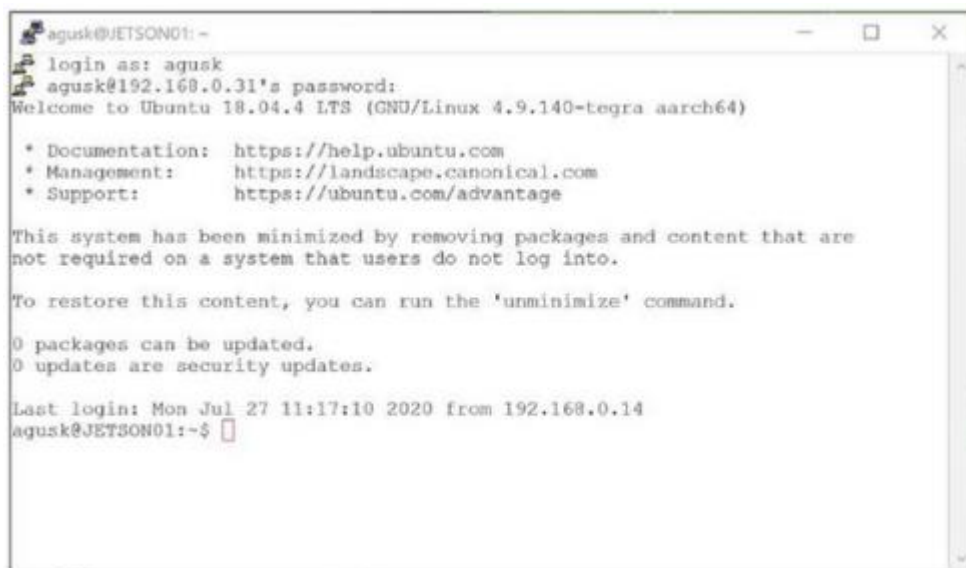 agusk@JETSON01: ~
login as: agusk
agusk@192.168.0.31's password:
Welcome to Ubuntu 18.04.4 LTS (GNU/Linux 4.9.140-tegra aarch64)
* Documentation: https://help.ubuntu.com
* Management: https://landscape.canonical.com
* Support: https://ubuntu.com/advantage
This system has been minimized by removing packages and content that are
not required on a system that users do not log into.
To restore this content, you can run the 'unminimize' command.
0 packages can be updated.
0 updates are security updates.
Last login: Mon Jul 27 11:17:10 2020 from 192.168.0.14
agusk@JETSON01:~$